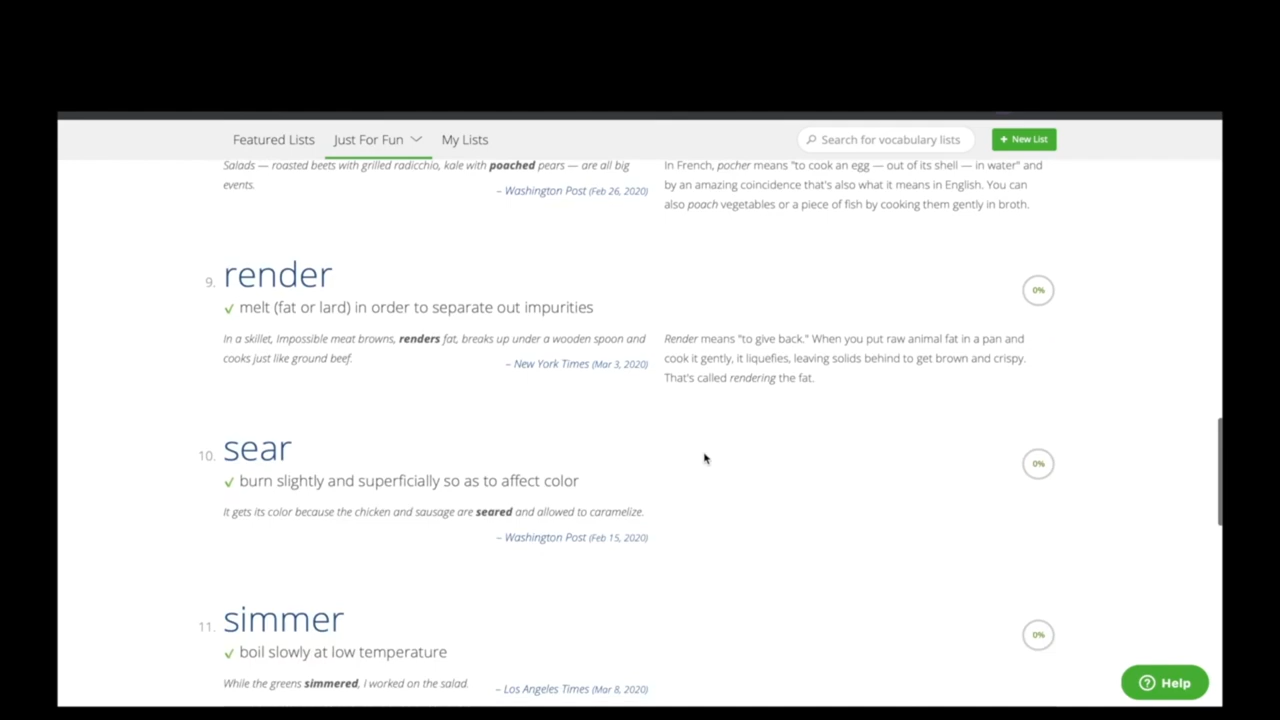 Featured Lists Just For Fun My Lists Search for vocabulary lists + New List
Salads — roasted beets with grilled radicchio, kale with poached pears — are all big
events.
– Washington Post (Feb 26, 2020)
In French, pocher means "to cook an egg — out of its shell — in water" and
by an amazing coincidence that's also what it means in English. You can
also poach vegetables or a piece of fish by cooking them gently in broth.
9. render
✓ melt (fat or lard) in order to separate out impurities
0%
In a skillet, Impossible meat browns, renders fat, breaks up under a wooden spoon and
cooks just like ground beef.
– New York Times (Mar 3, 2020)
Render means "to give back." When you put raw animal fat in a pan and
cook it gently, it liquefies, leaving solids behind to get brown and crispy.
That's called rendering the fat.
10. sear
✓ burn slightly and superficially so as to affect color
0%
It gets its color because the chicken and sausage are seared and allowed to caramelize.
– Washington Post (Feb 15, 2020)
11. simmer
✓ boil slowly at low temperature
0%
While the greens simmered, I worked on the salad.
– Los Angeles Times (Mar 8, 2020)
? Help